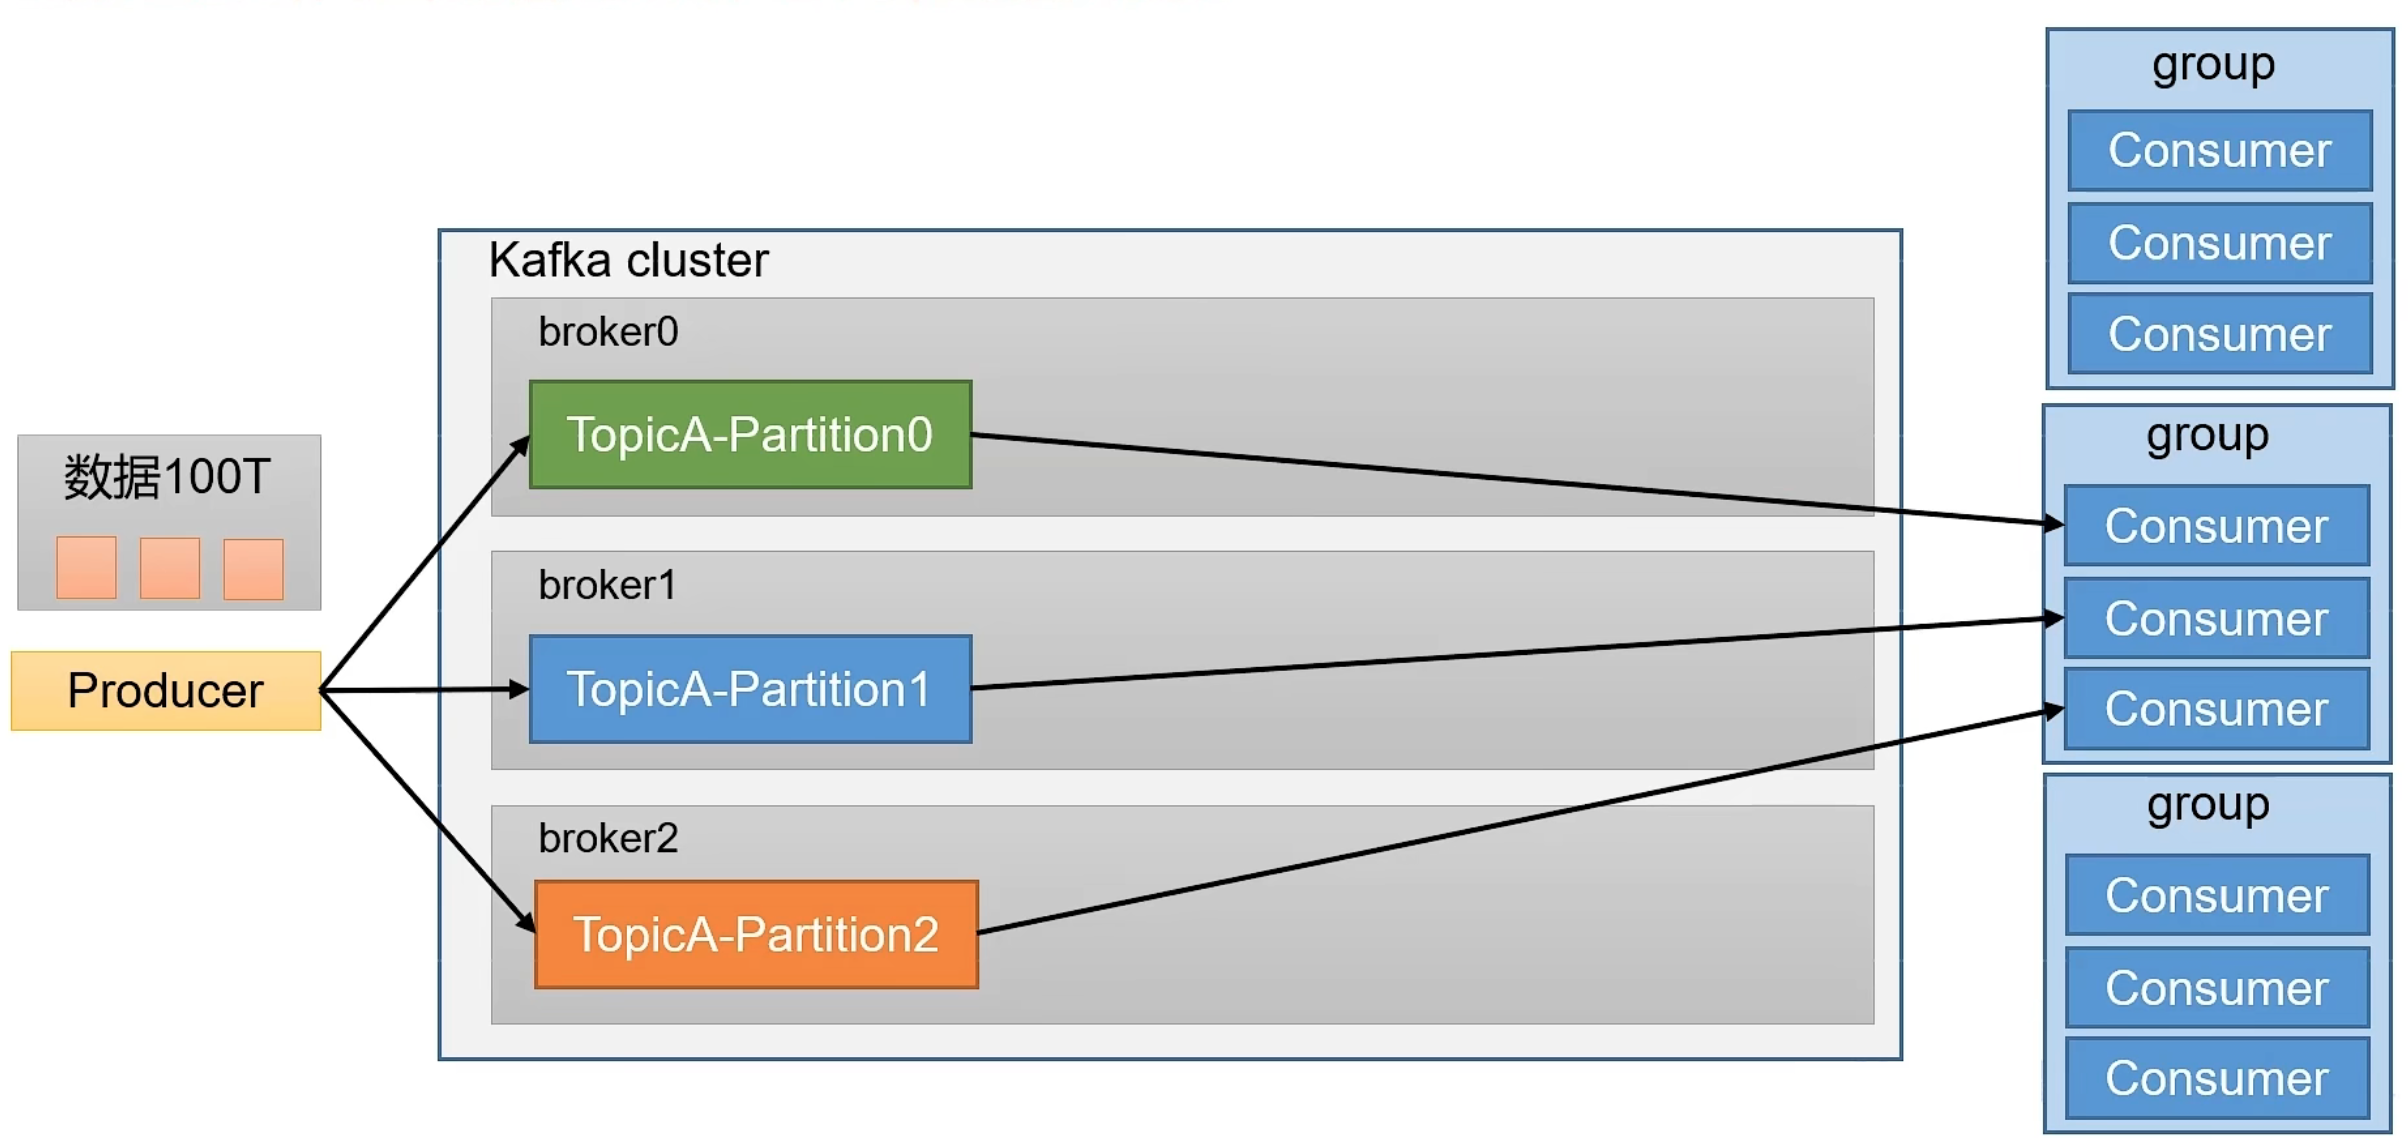 数据100T
Producer
Kafka cluster
broker0
TopicA-Partition0
broker1
TopicA-Partition1
broker2
TopicA-Partition2
group
Consumer
Consumer
Consumer
group
Consumer
Consumer
Consumer
group
Consumer
Consumer
Consumer